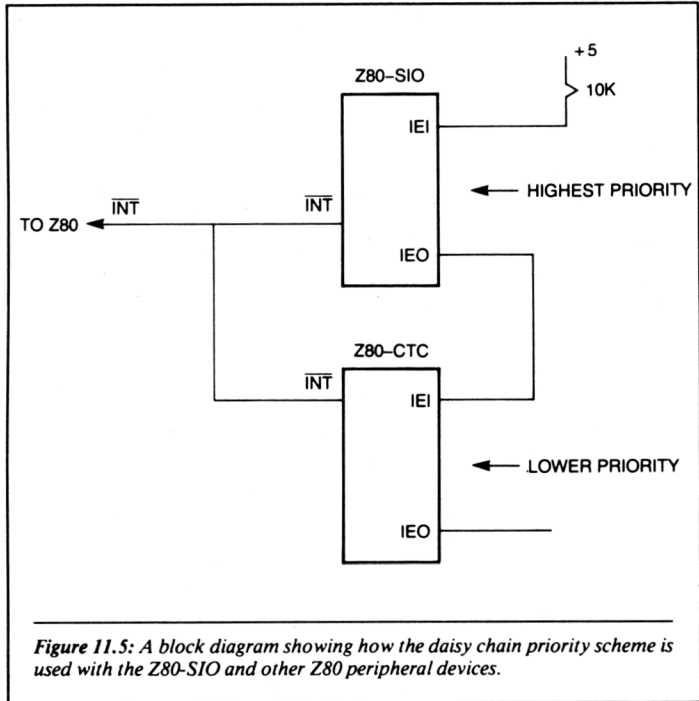 +5
Z80–SIO
10K
IEI
HIGHEST PRIORITY
INT
INT
TO Z80
IEO
Z80–CTC
INT
IEI
LOWER PRIORITY
IEO
Figure 11.5: A block diagram showing how the daisy chain priority scheme is
used with the Z80-SIO and other Z80 peripheral devices.